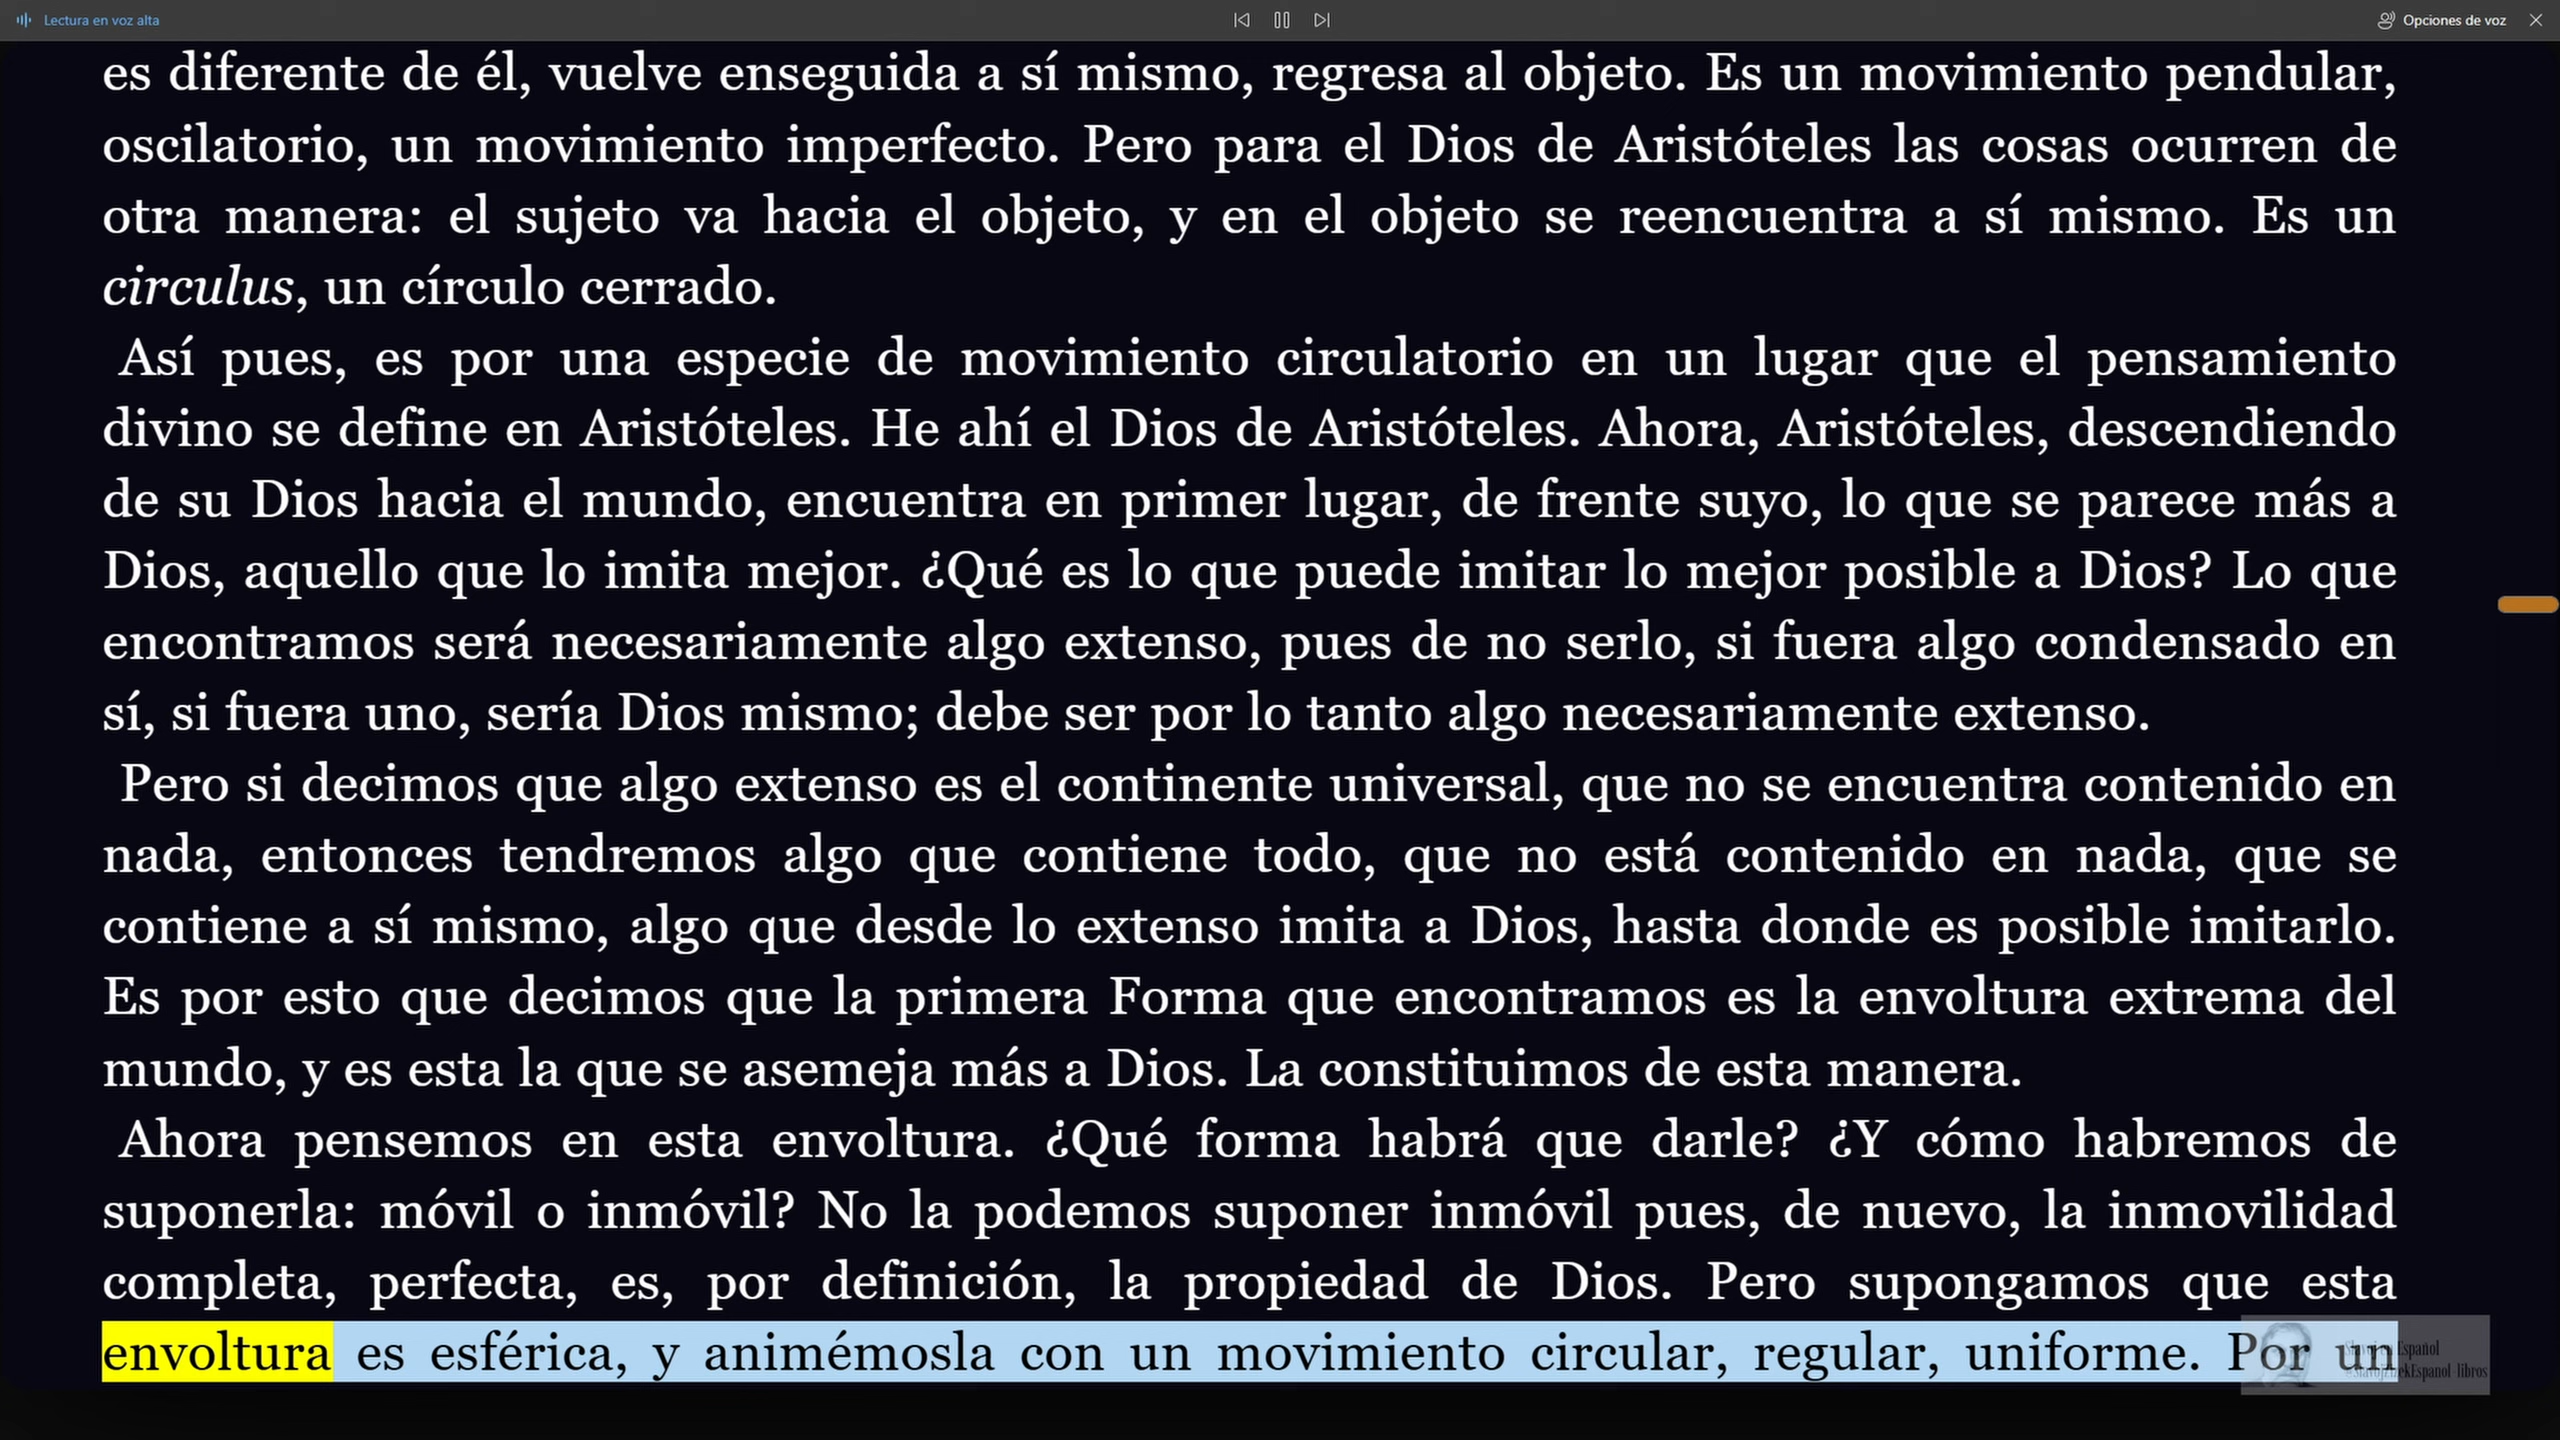 Lectura en voz alta
Opciones de voz
es diferente de él, vuelve enseguida a sí mismo, regresa al objeto. Es un movimiento pendular,
oscilatorio, un movimiento imperfecto. Pero para el Dios de Aristóteles las cosas ocurren de
otra manera: el sujeto va hacia el objeto, y en el objeto se reencuentra a sí mismo. Es un
circulus, un círculo cerrado.
Así pues, es por una especie de movimiento circulatorio en un lugar que el pensamiento
divino se define en Aristóteles. He ahí el Dios de Aristóteles. Ahora, Aristóteles, descendiendo
de su Dios hacia el mundo, encuentra en primer lugar, de frente suyo, lo que se parece más a
Dios, aquello que lo imita mejor. ¿Qué es lo que puede imitar lo mejor posible a Dios? Lo que
encontramos será necesariamente algo extenso, pues de no serlo, si fuera algo condensado en
sí, si fuera uno, sería Dios mismo; debe ser por lo tanto algo necesariamente extenso.
Pero si decimos que algo extenso es el continente universal, que no se encuentra contenido en
nada, entonces tendremos algo que contiene todo, que no está contenido en nada, que se
contiene a sí mismo, algo que desde lo extenso imita a Dios, hasta donde es posible imitarlo.
Es por esto que decimos que la primera Forma que encontramos es la envoltura extrema del
mundo, y es esta la que se asemeja más a Dios. La constituimos de esta manera.
Ahora pensemos en esta envoltura. ¿Qué forma habrá que darle? ¿Y cómo habremos de
suponerla: móvil o inmóvil? No la podemos suponer inmóvil pues, de nuevo, la inmovilidad
completa, perfecta, es, por definición, la propiedad de Dios. Pero supongamos que esta
envoltura es esférica, y animémosla con un movimiento circular, regular, uniforme. Por un
Español